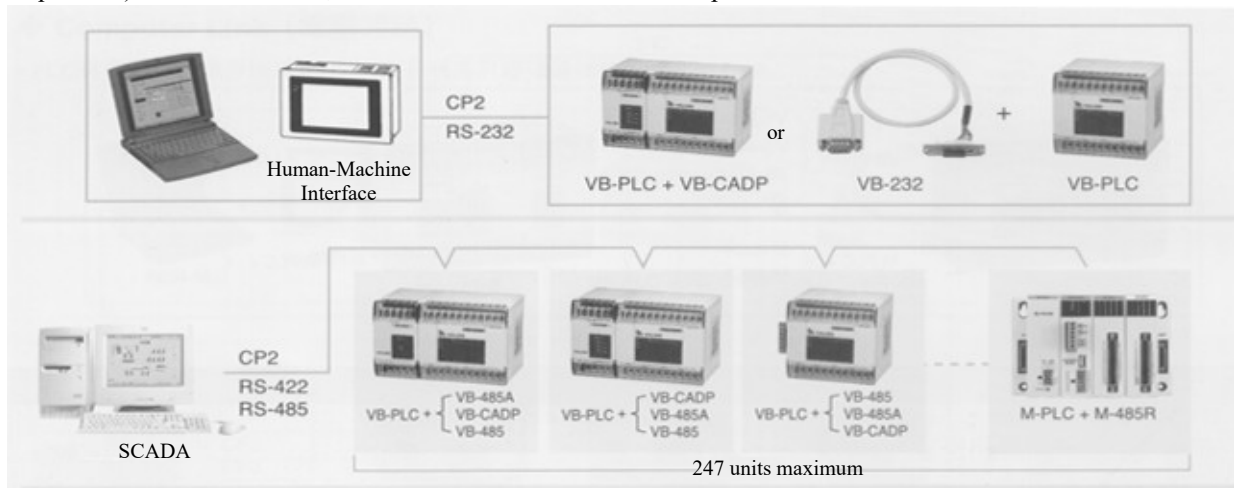 CP2
RS-232
Human-Machine
Interface
or
+
VB-PLC + VB-CADP
VB-232
VB-PLC
CP2
RS-422
RS-485
SCADA
VB-PLC + { VB-485A
VB-CADP
VB-485
VB-PLC + { VB-CADP
VB-485A
VB-485
VB-PLC + { VB-485
VB-485A
VB-CADP
M-PLC + M-485R
247 units maximum